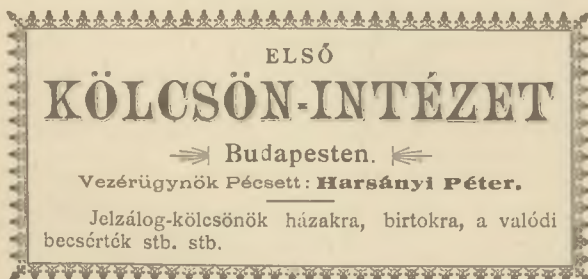 ELSŐ
KÖLCSÖN-INTÉZET
Budapesten.
Vezérügynök Pécsett: Harsányi Péter.
Jelzálog-kölcsönök házakra, birtokra, a valódi
becsérték stb. stb.